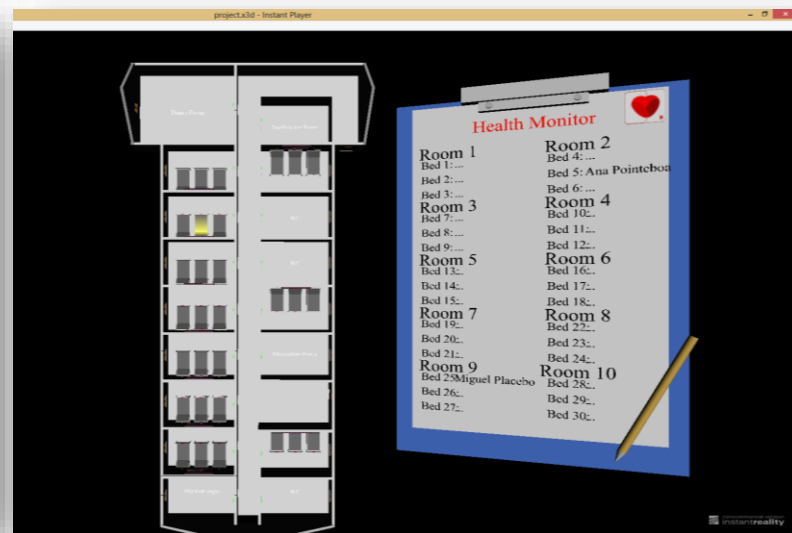 project.x3d - Instant Player
Health Monitor
Room 1
Bed 1:...
Bed 2:...
Bed 3:...
Room 2
Bed 4:...
Bed 5: Ana Pointeboa
Bed 6:...
Room 3
Bed 7:...
Bed 8:...
Bed 9:...
Room 4
Bed 10:..
Bed 11:..
Bed 12:..
Room 5
Bed 13:..
Bed 14:..
Bed 15:..
Room 6
Bed 16:..
Bed 17:..
Bed 18:..
Room 7
Bed 19:..
Bed 20:..
Bed 21:..
Room 8
Bed 22:..
Bed 23:..
Bed 24:..
Room 9
Bed 25Miguel Placebo
Bed 26:..
Bed 27:..
Room 10
Bed 28:..
Bed 29:..
Bed 30:..
instantreality